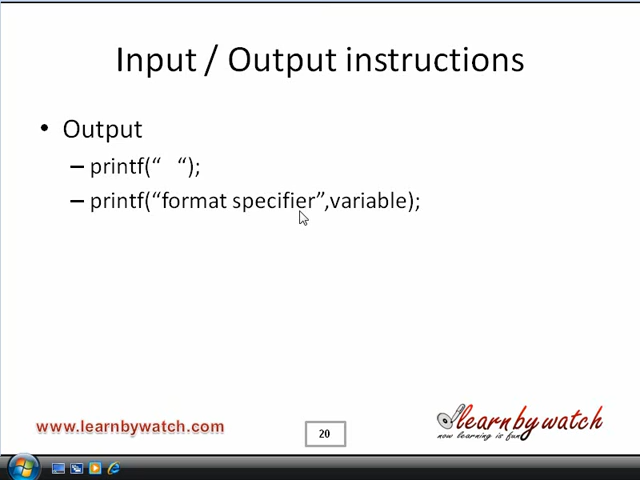 Input / Output instructions
• Output
– printf(“ “);
– printf(“format specifier”,variable);
www.learnbywatch.com
20
learnbywatch
now learning is fun